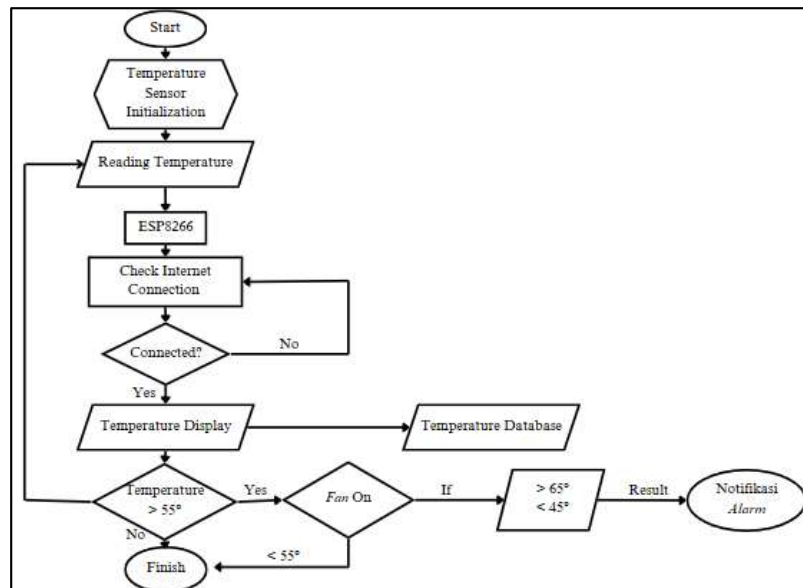 Start
Temperature
Sensor
Initialization
Reading Temperature
ESP8266
Check Internet
Connection
Connected?
No
Yes
Temperature Display
Temperature Database
Temperature
> 55°
Yes
Fan On
If
> 65°
< 45°
Result
Notifikasi
Alarm
No
< 55°
Finish